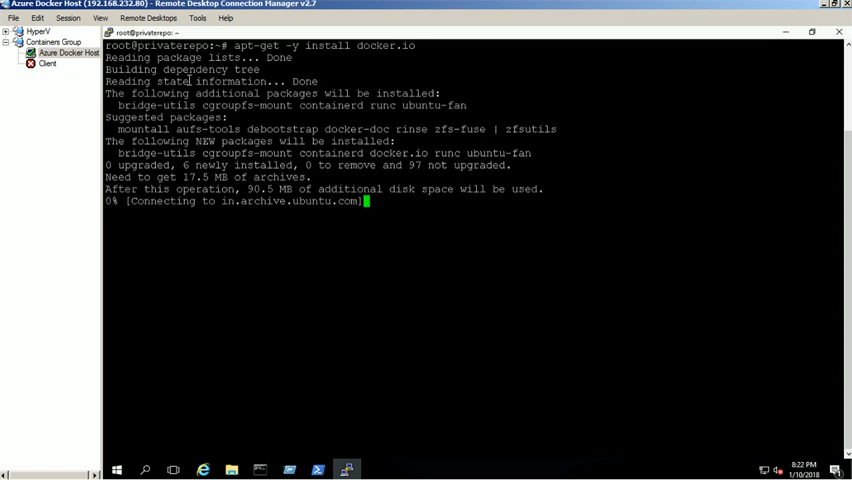 Azure Docker Host (192.168.232.80) - Remote Desktop Connection Manager v2.7
File Edit Session View Remote Desktops Tools Help
HyperV
Containers Group
Azure Docker Host
Client
root@privaterepo: ~
root@privaterepo:~# apt-get -y install docker.io
Reading package lists... Done
Building dependency tree
Reading state information... Done
The following additional packages will be installed:
bridge-utils cgroupfs-mount containerd runc ubuntu-fan
Suggested packages:
mountall aufs-tools debootstrap docker-doc rinse zfs-fuse | zfsutils
The following NEW packages will be installed:
bridge-utils cgroupfs-mount containerd docker.io runc ubuntu-fan
0 upgraded, 6 newly installed, 0 to remove and 97 not upgraded.
Need to get 17.5 MB of archives.
After this operation, 90.5 MB of additional disk space will be used.
0% [Connecting to in.archive.ubuntu.com]
8:22 PM
1/10/2018